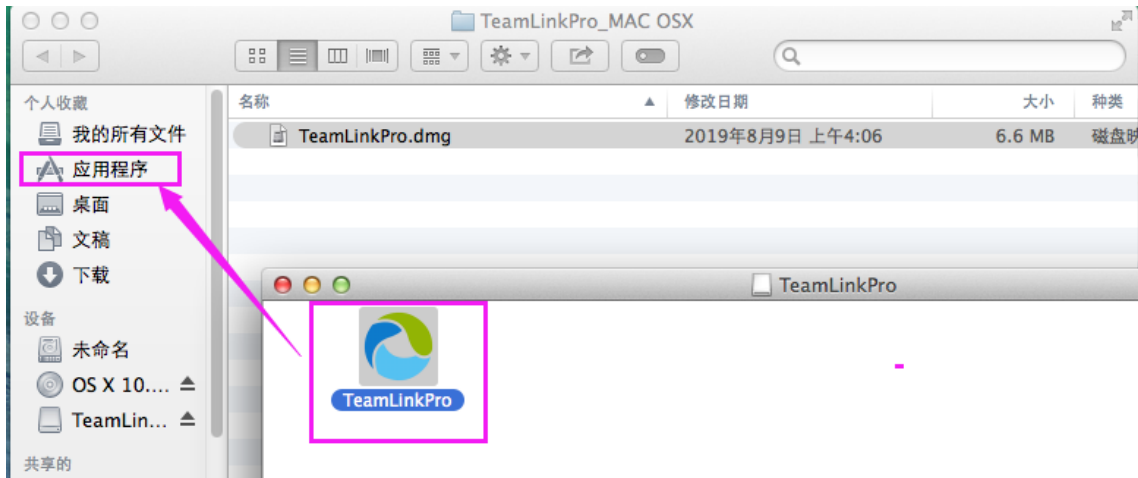 TeamLinkPro_MAC OSX
个人收藏
名称 修改日期 大小 种类
我的所有文件
TeamLinkPro.dmg 2019年8月9日 上午4:06 6.6 MB 磁盘映
应用程序
桌面
文稿
下载
TeamLinkPro
设备
未命名
TeamLinkPro
OS X 10....
TeamLin...
共享的